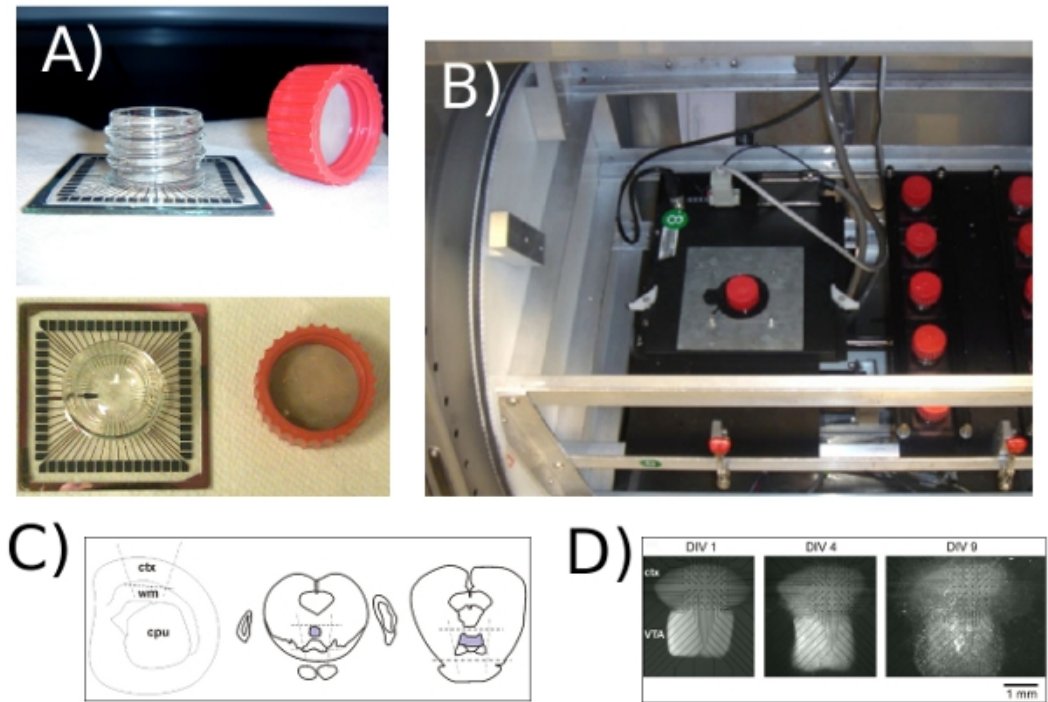 A)
B)
C)
ctx
wm
cpu
D)
DIV 1
DIV 4
DIV 9
ctx
VTA
1 mm